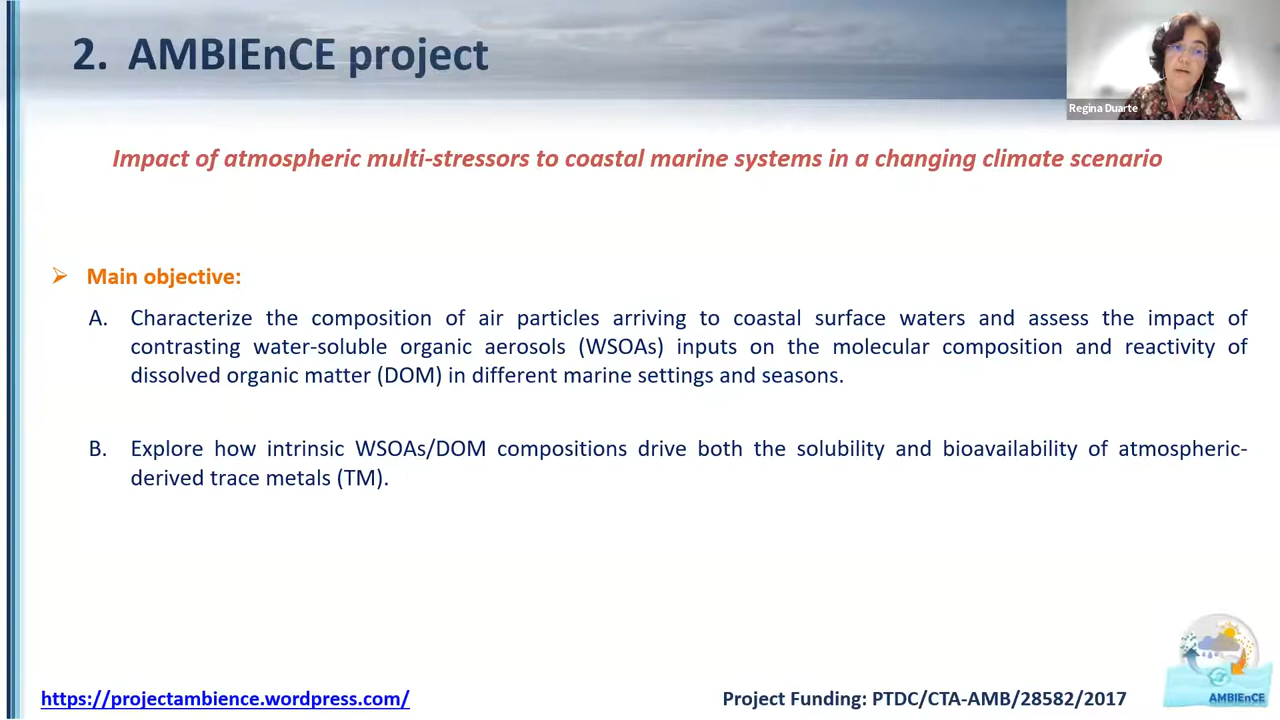 2. AMBIEnCE project
Regina Duarte
Impact of atmospheric multi-stressors to coastal marine systems in a changing climate scenario
Main objective:
A. Characterize the composition of air particles arriving to coastal surface waters and assess the impact of
contrasting water-soluble organic aerosols (WSOAs) inputs on the molecular composition and reactivity of
dissolved organic matter (DOM) in different marine settings and seasons.
B. Explore how intrinsic WSOAs/DOM compositions drive both the solubility and bioavailability of atmospheric-
derived trace metals (TM).
https://projectambience.wordpress.com/
Project Funding: PTDC/CTA-AMB/28582/2017
AMBIEnCE